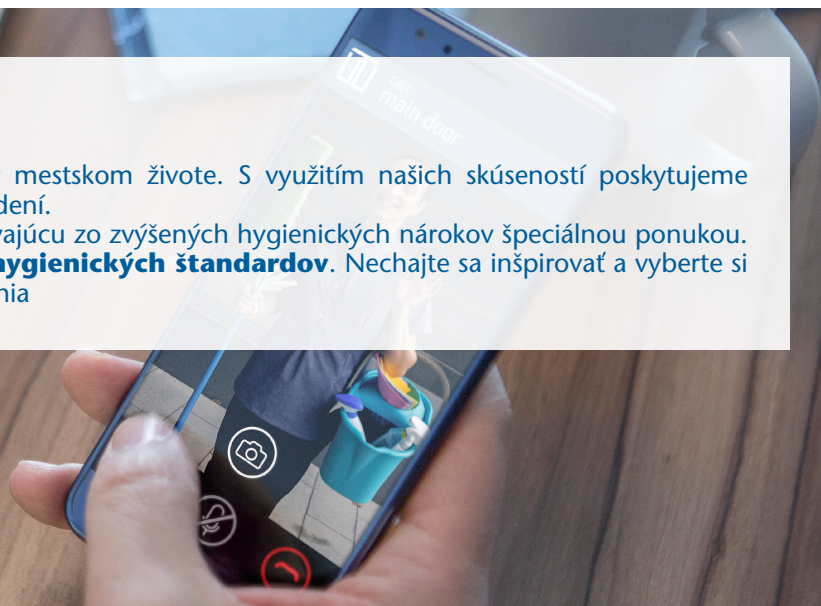 CALL
main door
mestskom živote. S využitím našich skúseností poskytujeme
dení.
vajúcu zo zvýšených hygienických nárokov špeciálnou ponukou.
hygienických štandardov. Nechajte sa inšpirovať a vyberte si
nia